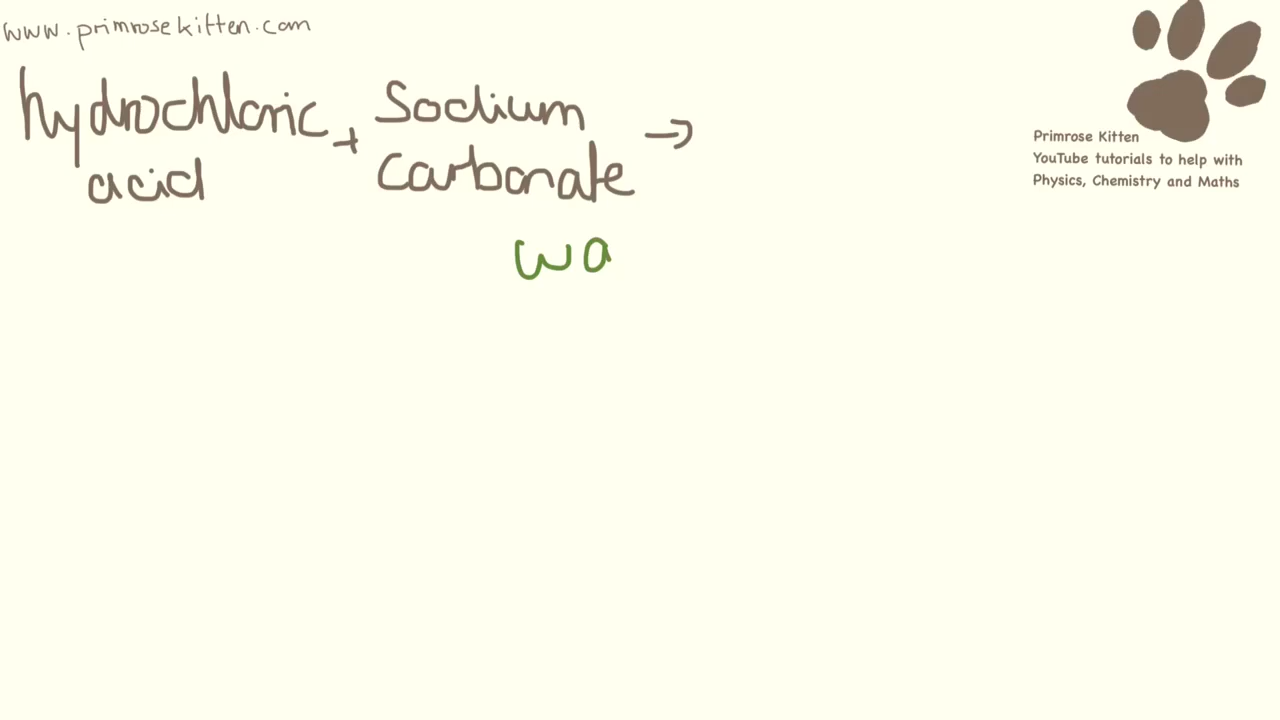 www.primrosekitten.com
hydrochloric + Sodium →
acid carbonate
wa
Primrose Kitten
YouTube tutorials to help with
Physics, Chemistry and Maths